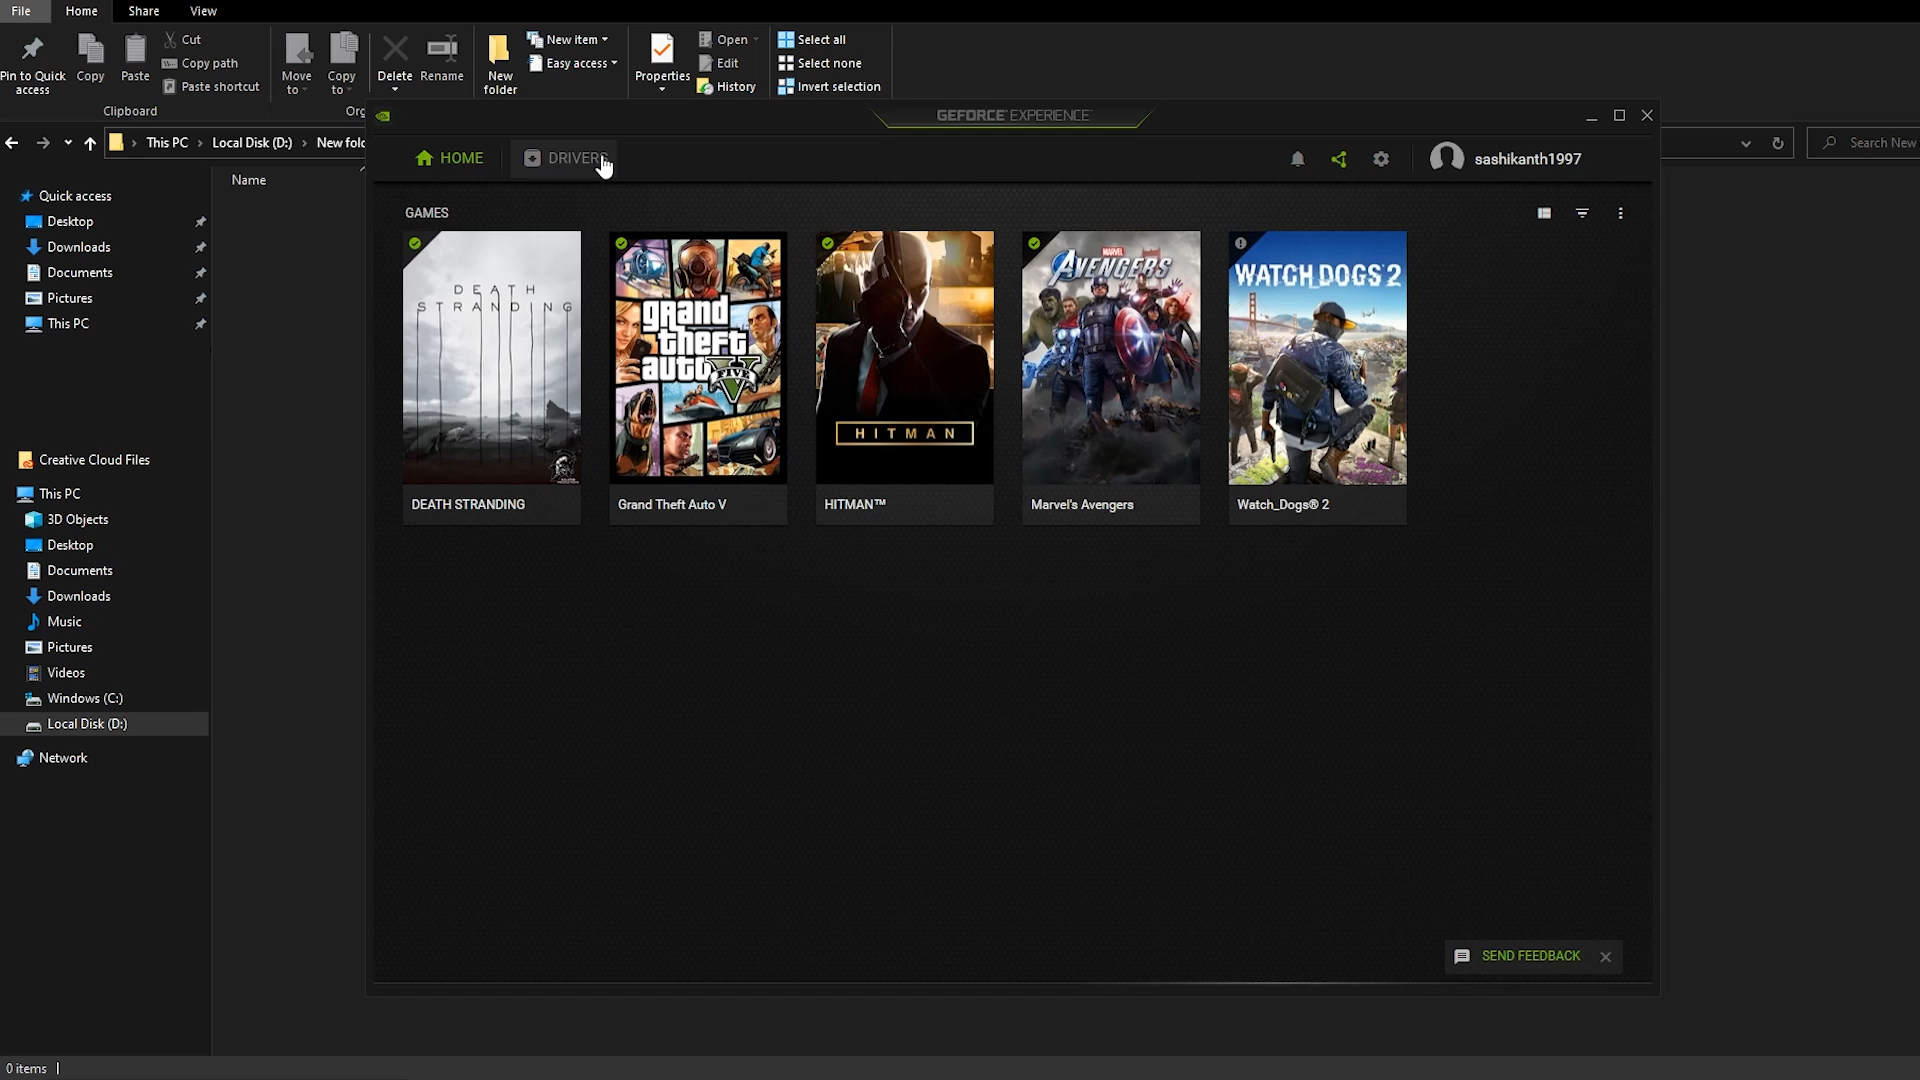 File Home Share View
Pin to Quick access
Copy
Paste
Cut
Copy path
Paste shortcut
Clipboard
Move to
Copy to
Delete
Rename
New folder
New item
Easy access
Properties
Open
Edit
History
Select all
Select none
Invert selection
GEFORCE EXPERIENCE
This PC Local Disk (D:) New fold
Search New
HOME DRIVERS sashikanth1997
Name
Quick access
Desktop
Downloads
Documents
Pictures
This PC
Creative Cloud Files
This PC
3D Objects
Desktop
Documents
Downloads
Music
Pictures
Videos
Windows (C:)
Local Disk (D:)
Network
GAMES
DEATH
STRANDING
grand
theft
auto
FIVE
HITMAN
MARVEL
AVENGERS
WATCH_DOGS 2
DEATH STRANDING
Grand Theft Auto V
HITMAN™
Marvel's Avengers
Watch_Dogs® 2
SEND FEEDBACK
0 items